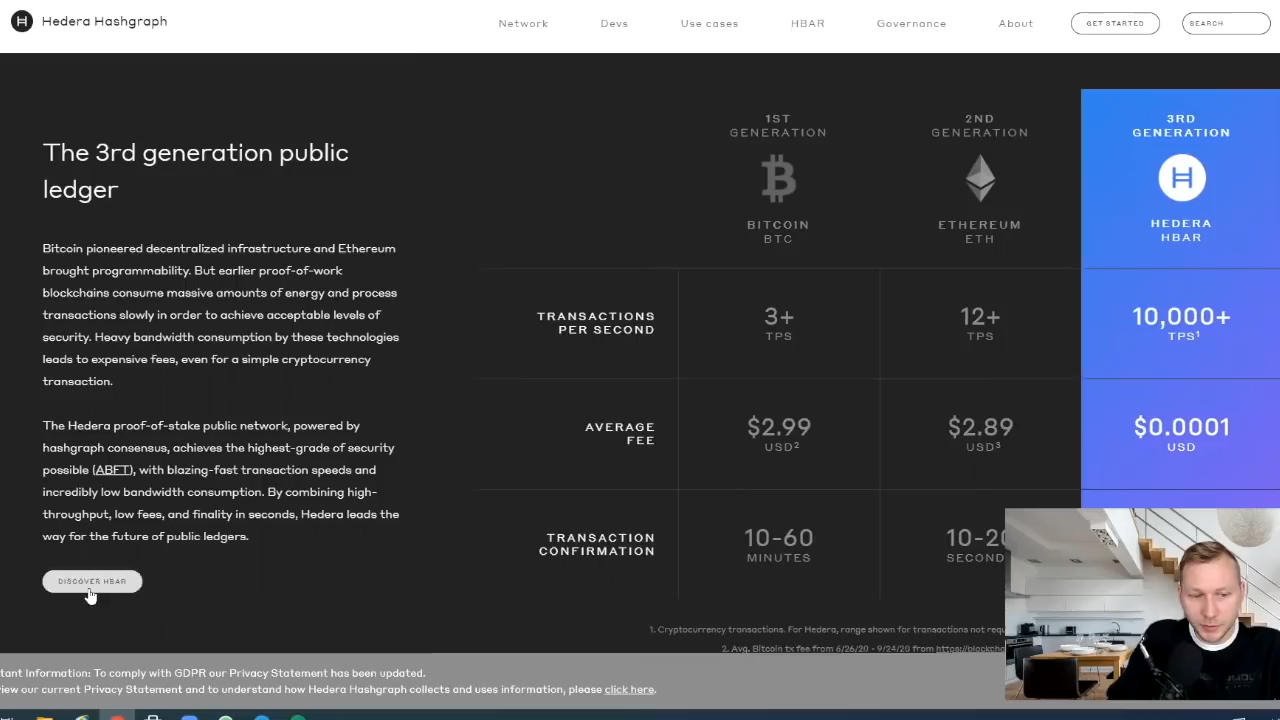 Hedera Hashgraph
Network
Devs
Use cases
HBAR
Governance
About
GET STARTED
SEARCH
The 3rd generation public
ledger
Bitcoin pioneered decentralized infrastructure and Ethereum
brought programmability. But earlier proof-of-work
blockchains consume massive amounts of energy and process
transactions slowly in order to achieve acceptable levels of
security. Heavy bandwidth consumption by these technologies
leads to expensive fees, even for a simple cryptocurrency
transaction.
The Hedera proof-of-stake public network, powered by
hashgraph consensus, achieves the highest-grade of security
possible (ABFT), with blazing-fast transaction speeds and
incredibly low bandwidth consumption. By combining high-
throughput, low fees, and finality in seconds, Hedera leads the
way for the future of public ledgers.
DISCOVER HBAR
1ST
GENERATION
BITCOIN
BTC
2ND
GENERATION
ETHEREUM
ETH
3RD
GENERATION
HEDERA
HBAR
TRANSACTIONS
PER SECOND
3+
TPS
12+
TPS
10,000+
TPS¹
AVERAGE
FEE
$2.99
USD²
$2.89
USD³
$0.0001
USD
TRANSACTION
CONFIRMATION
10-60
MINUTES
10-20
SECOND
1. Cryptocurrency transactions. For Hedera, range shown for transactions not requ
2. Avg. Bitcoin tx fee from 6/26/20 - 9/24/20 from https://blockcha
tant Information: To comply with GDPR our Privacy Statement has been updated.
view our current Privacy Statement and to understand how Hedera Hashgraph collects and uses information, please click here.